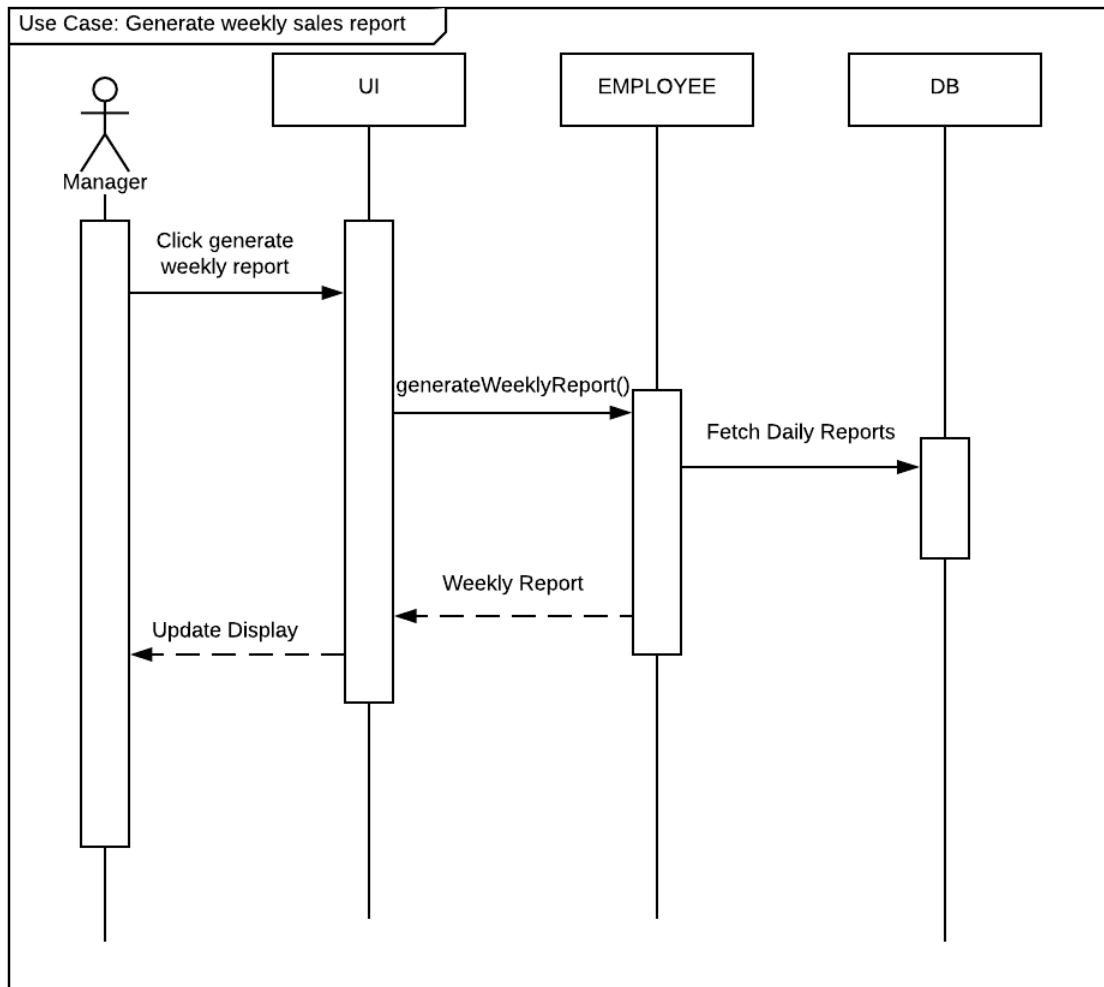 Use Case: Generate weekly sales report
UI
EMPLOYEE
DB
Manager
Click generate
weekly report
generateWeeklyReport()
Fetch Daily Reports
Weekly Report
Update Display